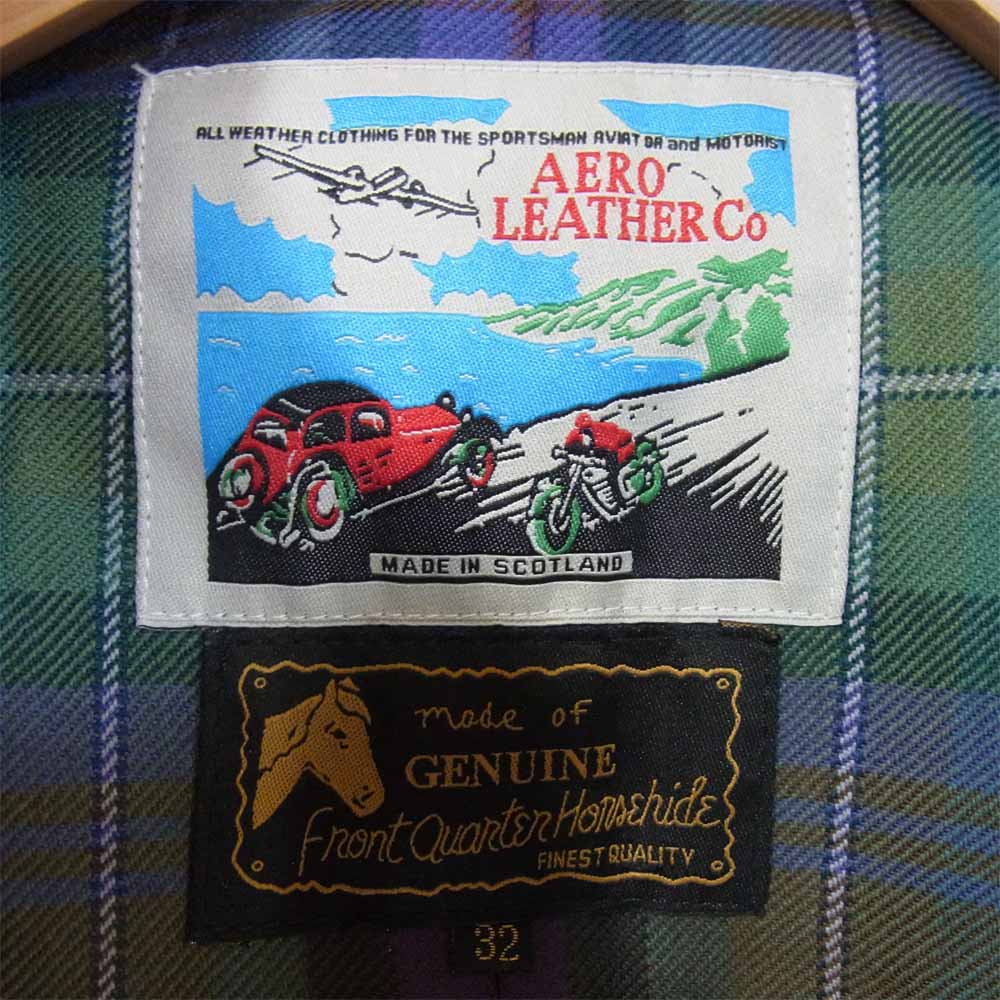 ALL WEATHER CLOTHING FOR THE SPORTSMAN AVIATOR and MOTORIST
AERO
LEATHER Co
MADE IN SCOTLAND
made of
GENUINE
Front Quarter Horsehide
FINEST QUALITY
32